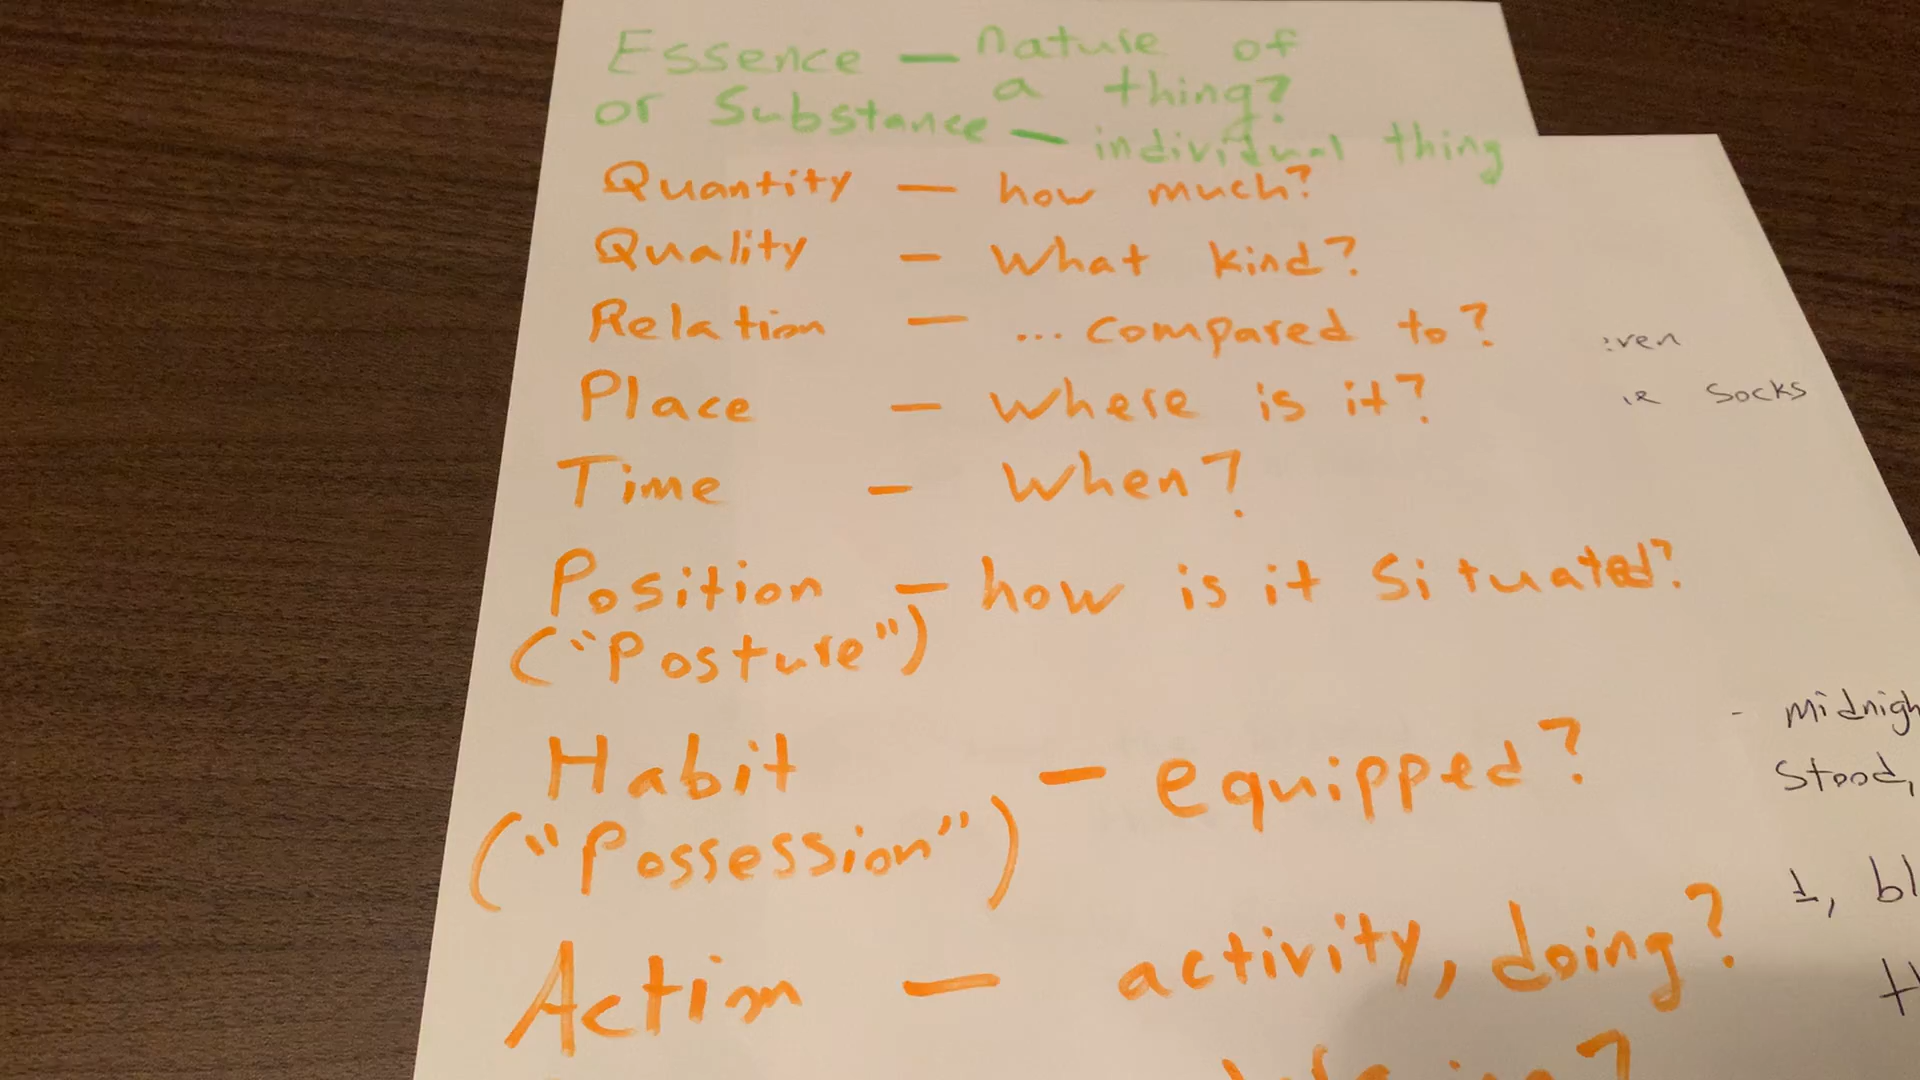 Essence — nature of
a thing?
or Substance — individual thing
Quantity — how much?
Quality — What kind?
Relation — ... compared to?
Place — Where is it?
Time — When?
Position — how is it situated?
("Posture")
Habit — equipped?
("Possession")
Action — activity, doing?
socks
stood,